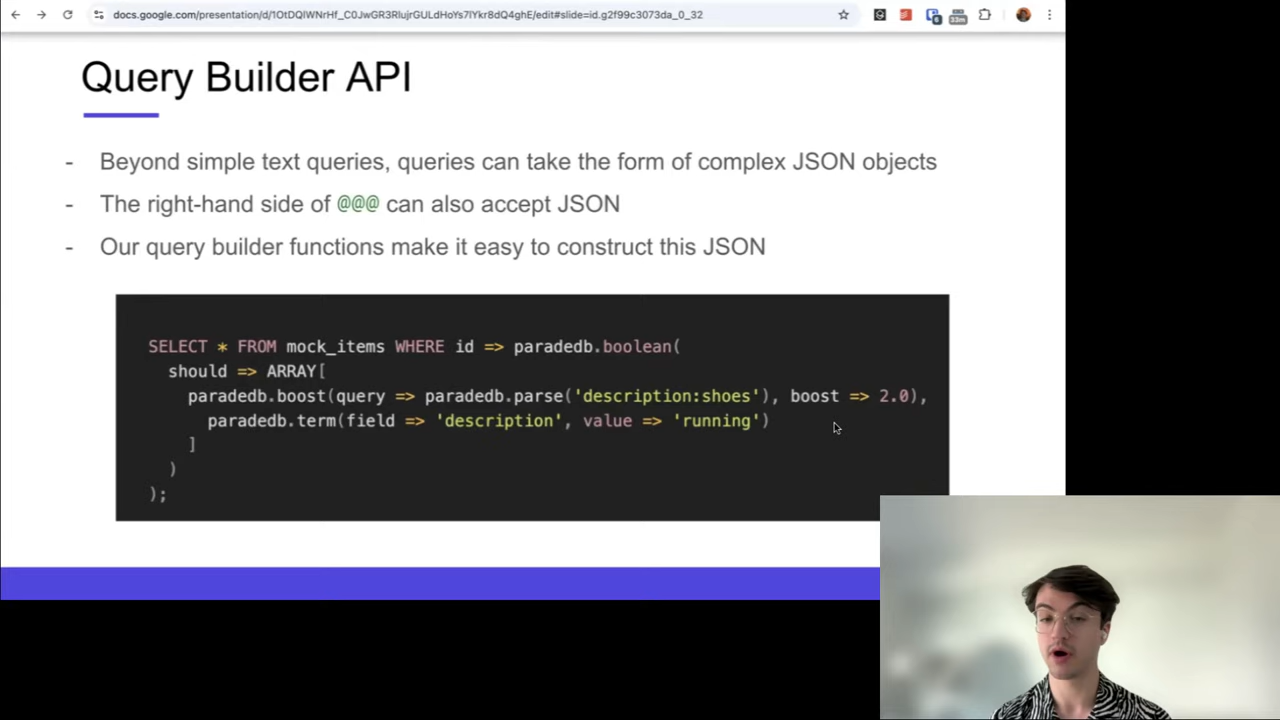 docs.google.com/presentation/d/1OtDQIWNrHf_C0JwGR3RlujrGULdHoYs7lYkr8dQ4ghE/edit#slide=id.g2f99c3073da_0_32
6
33m
Query Builder API
- Beyond simple text queries, queries can take the form of complex JSON objects
- The right-hand side of @@@ can also accept JSON
- Our query builder functions make it easy to construct this JSON
SELECT * FROM mock_items WHERE id => paradedb.boolean(
should => ARRAY[
paradedb.boost(query => paradedb.parse('description:shoes'), boost => 2.0),
paradedb.term(field => 'description', value => 'running')
]
)
);